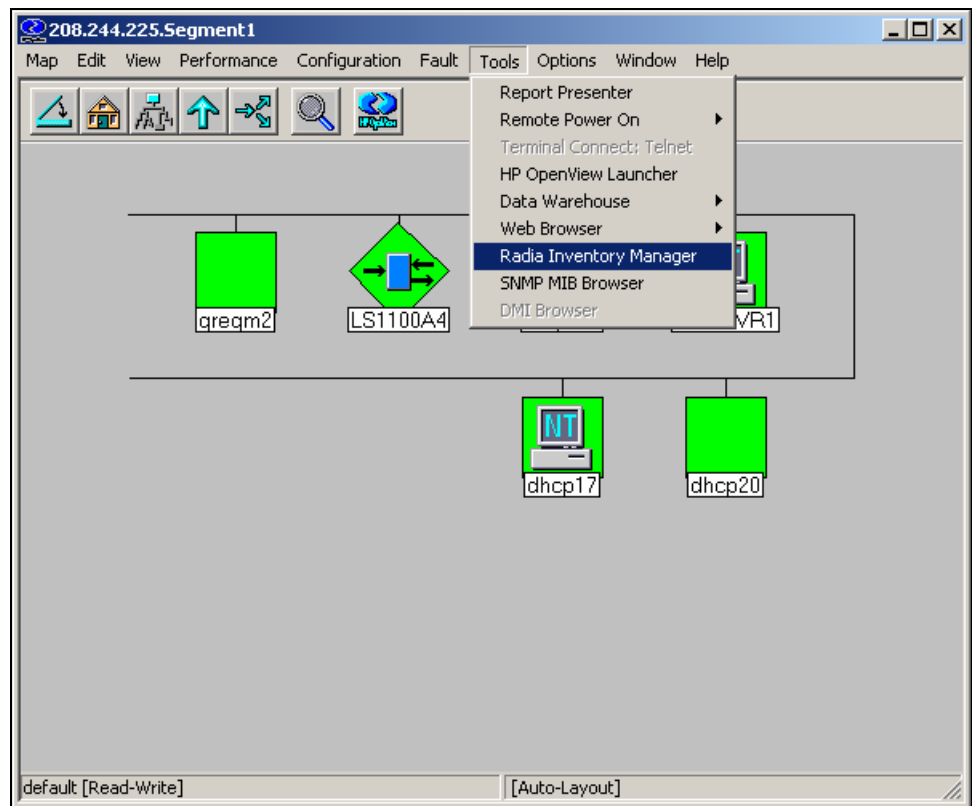 208.244.225.Segment1
Map Edit View Performance Configuration Fault Tools Options Window Help
Report Presenter
Remote Power On
Terminal Connect: Telnet
HP OpenView Launcher
Data Warehouse
Web Browser
Radia Inventory Manager
SNMP MIB Browser
DMI Browser
qreqm2
LS1100A4
VR1
NT
dhcp17
dhcp20
default [Read-Write]
[Auto-Layout]